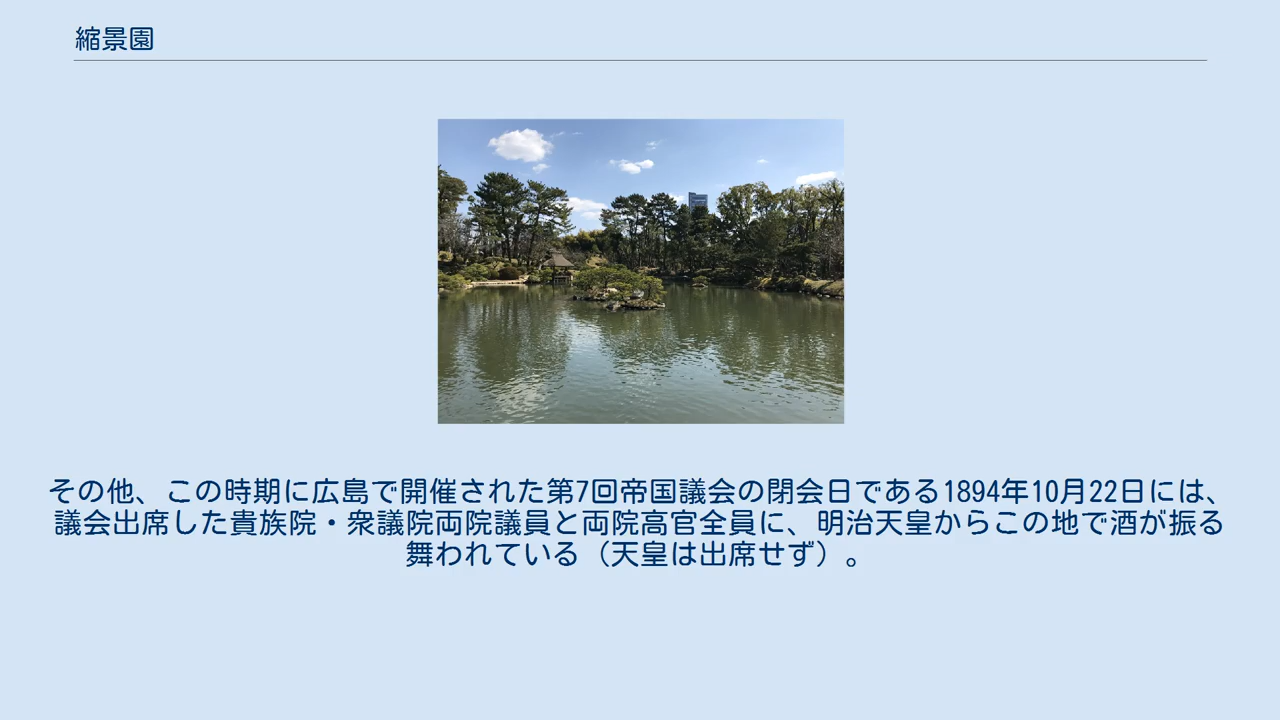 縮景園
その他、この時期に広島で開催された第7回帝国議会の閉会日である1894年10月22日には、
議会出席した貴族院・衆議院両院議員と両院高官全員に、明治天皇からこの地で酒が振る
舞われている（天皇は出席せず）。